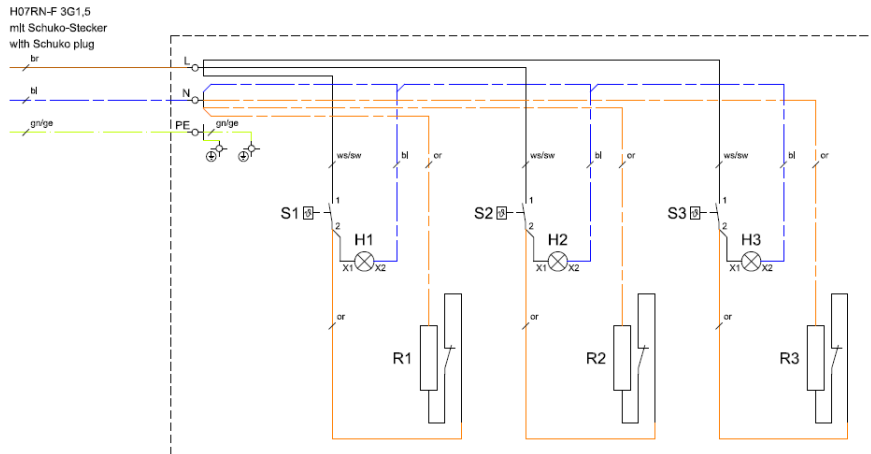 H07RN-F 3G1,5
mit Schuko-Stecker
with Schuko plug
br
L
bl
N
gn/ge
PE
gn/ge
ws/sw
bl
or
ws/sw
bl
or
ws/sw
bl
or
S1
1
2
H1
X1
X2
S2
1
2
H2
X1
X2
S3
1
2
H3
X1
X2
or
or
or
R1
R2
R3